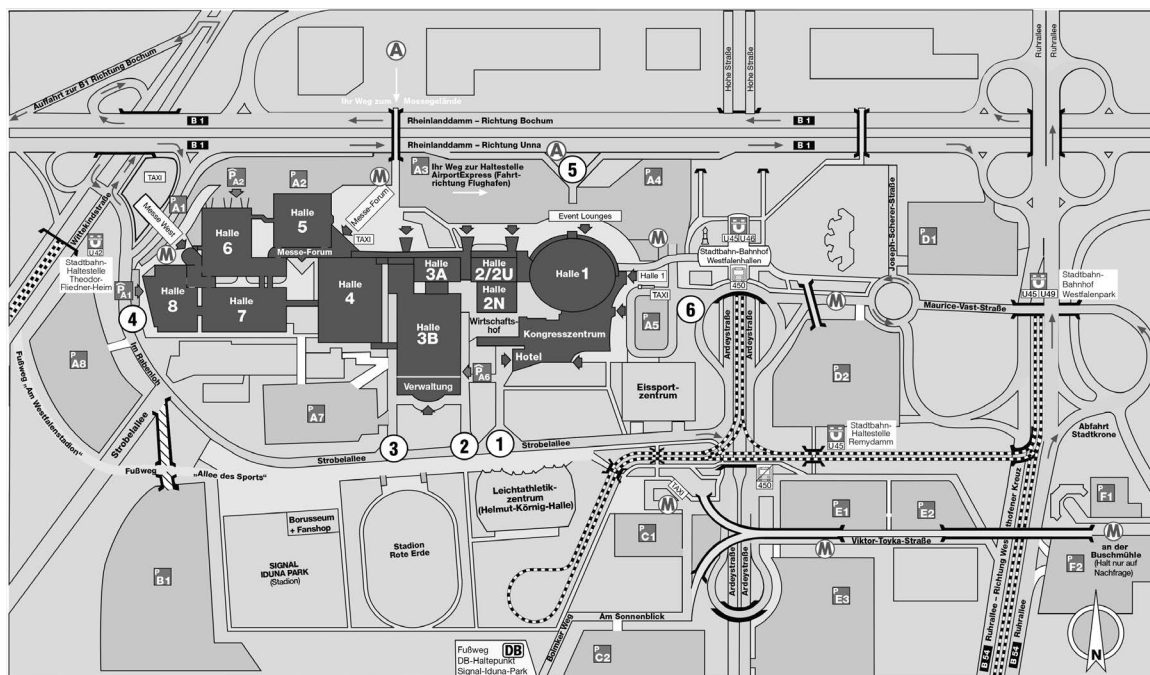 Auffahrt zur B1 Richtung Bochum
A
Ihr Weg zum Messegelände
Hohe Straße
Hohe Straße
Ruhrallee
Ruhrallee
B 1
Rheinlanddamm – Richtung Bochum
B 1
B 1
Rheinlanddamm – Richtung Unna
B 1
A
P A3
Ihr Weg zur Haltestelle
AirportExpress (Fahrt-
richtung Flughafen)
5
P A4
TAXI
P A2
P A2
M
P A1
Messe West
Wittekindstraße
Messe-Forum
TAXI
Event Lounges
M
U45 U46
Stadtbahn-Bahnhof
Westfalenhallen
450
Joseph-Scherer-Straße
P D1
U42
Stadtbahn-
Haltestelle
Theodor-
Fliedner-Heim
P A1
M
Halle 6
Halle 5
Messe-Forum
Halle 8
Halle 7
Halle 4
Halle 3A
Halle 2/2U
Halle 2N
Halle 1
Halle 3B
Wirtschafts-
hof
Kongresszentrum
Hotel
Verwaltung
Halle 1
TAXI
P A5
6
M
U45 U49
Stadtbahn-
Bahnhof
Westfalenpark
Maurice-Vast-Straße
4
P A8
Im Rabenloh
Fußweg „Am Westfalenstadion“
P A7
P A6
Eissport-
zentrum
Ardeystraße
Ardeystraße
P D2
Strobelallee
3
2
1
Strobelallee
Strobelallee
U45
Stadtbahn-
Haltestelle
Remydamm
Abfahrt
Stadtkrone
Fußweg
„Allee des Sports“
Leichtathletik-
zentrum
(Helmut-Körnig-Halle)
450
TAXI
M
P C1
P E1
P E2
P F1
Borusseum
+ Fanshop
Stadion
Rote Erde
SIGNAL
IDUNA PARK
(Stadion)
P B1
M
Viktor-Toyka-Straße
M
an der
Buschmühle
(Halt nur auf
Nachfrage)
P F2
Ardeystraße
Ardeystraße
P E3
Am Sonnenblick
Bolmker Weg
P C2
Fußweg DB
DB-Haltepunkt
Signal-Iduna-Park
B 54
B 54
Ruhrallee
N